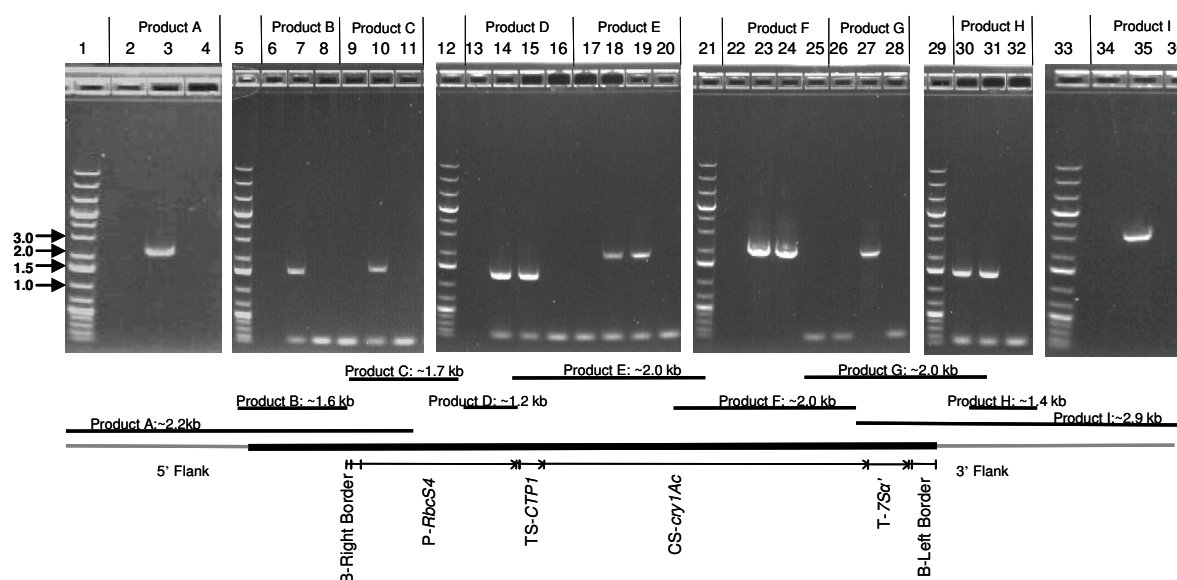 Product A Product B Product C Product D Product E Product F Product G Product H Product I
1 2 3 4 5 6 7 8 9 10 11 12 13 14 15 16 17 18 19 20 21 22 23 24 25 26 27 28 29 30 31 32 33 34 35
3.0
2.0
1.5
1.0
Product C: ~1.7 kb Product E: ~2.0 kb Product G: ~2.0 kb
Product B: ~1.6 kb Product D: ~1.2 kb Product F: ~2.0 kb Product H: ~1.4 kb
Product A:~2.2kb Product I:~2.9 kb
5' Flank 3' Flank
B-Right Border
P-RbcS4
TS-CTP1
CS-cry1Ac
T-7Sα'
B-Left Border